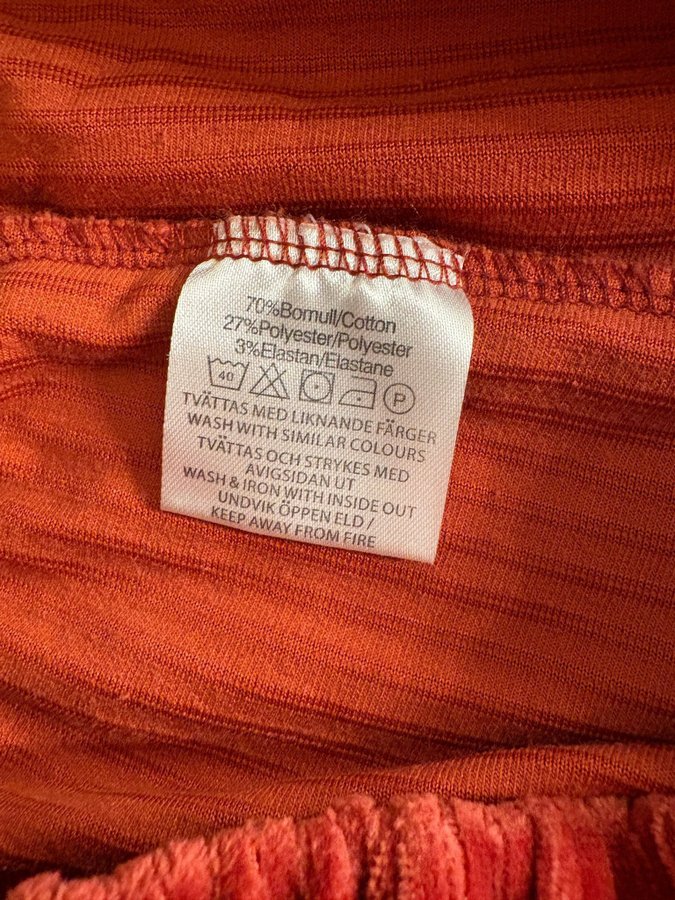 70%Bomull/Cotton
27%Polyester/Polyester
3%Elastan/Elastane
40 P
TVÄTTAS MED LIKNANDE FÄRGER
WASH WITH SIMILAR COLOURS
TVÄTTAS OCH STRYKES MED
AVIGSIDAN UT
WASH & IRON WITH INSIDE OUT
UNDVIK ÖPPEN ELD /
KEEP AWAY FROM FIRE